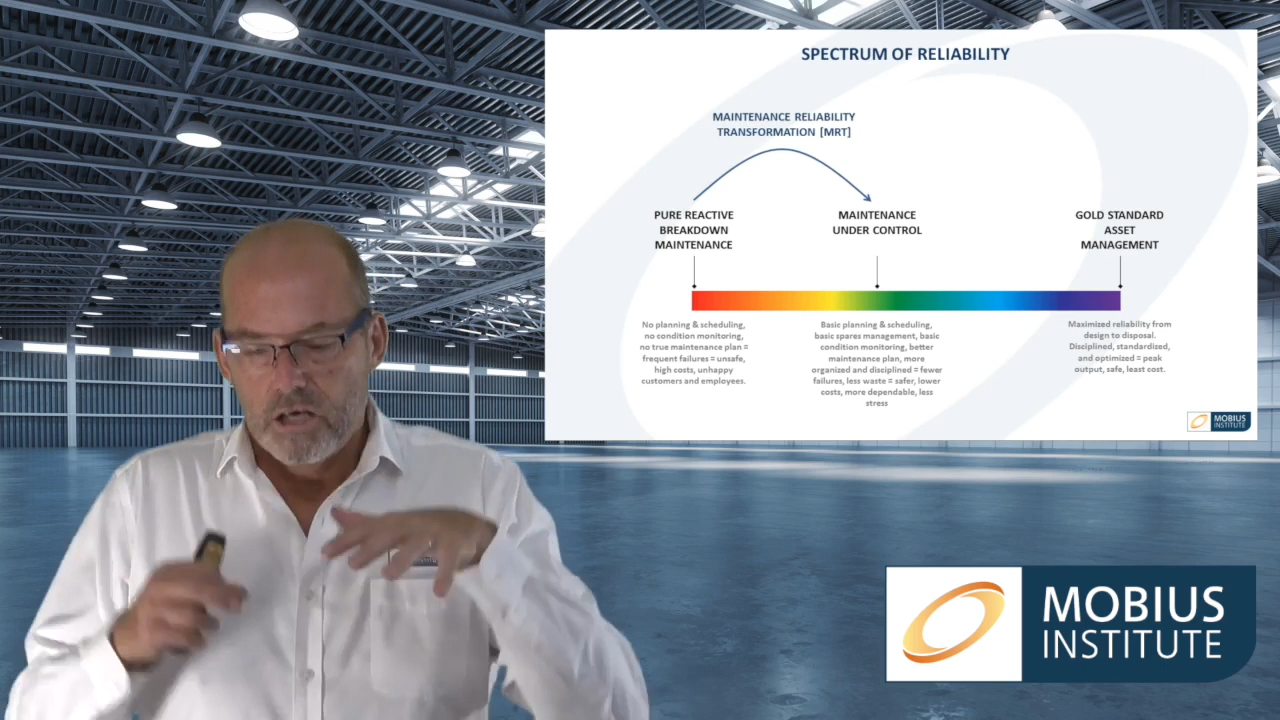 SPECTRUM OF RELIABILITY
MAINTENANCE RELIABILITY
TRANSFORMATION [MRT]
PURE REACTIVE
BREAKDOWN
MAINTENANCE
MAINTENANCE
UNDER CONTROL
GOLD STANDARD
ASSET
MANAGEMENT
No planning & scheduling,
no condition monitoring,
no true maintenance plan =
frequent failures = unsafe,
high costs, unhappy
customers and employees.
Basic planning & scheduling,
basic spares management, basic
condition monitoring, better
maintenance plan, more
organized and disciplined = fewer
failures, less waste = safer, lower
costs, more dependable, less
stress
Maximized reliability from
design to disposal.
Disciplined, standardized,
and optimized = peak
output, safe, least cost.
MOBIUS
INSTITUTE
MOBIUS
INSTITUTE